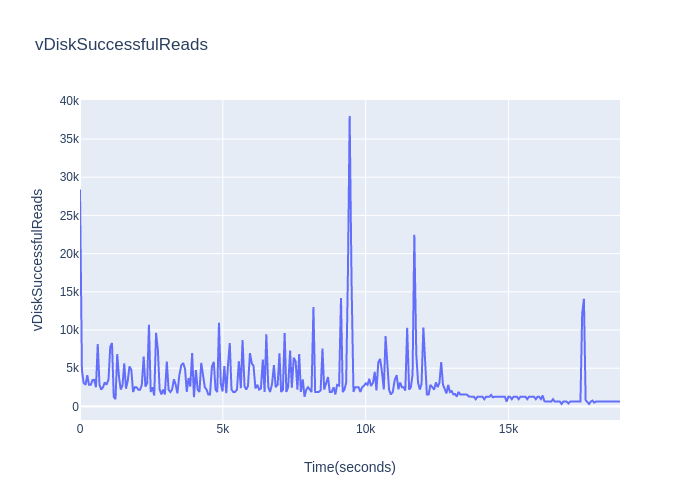 vDiskSuccessfulReads
40k
35k
30k
25k
20k
15k
10k
5k
0
vDiskSuccessfulReads
0
5k
10k
15k
Time(seconds)